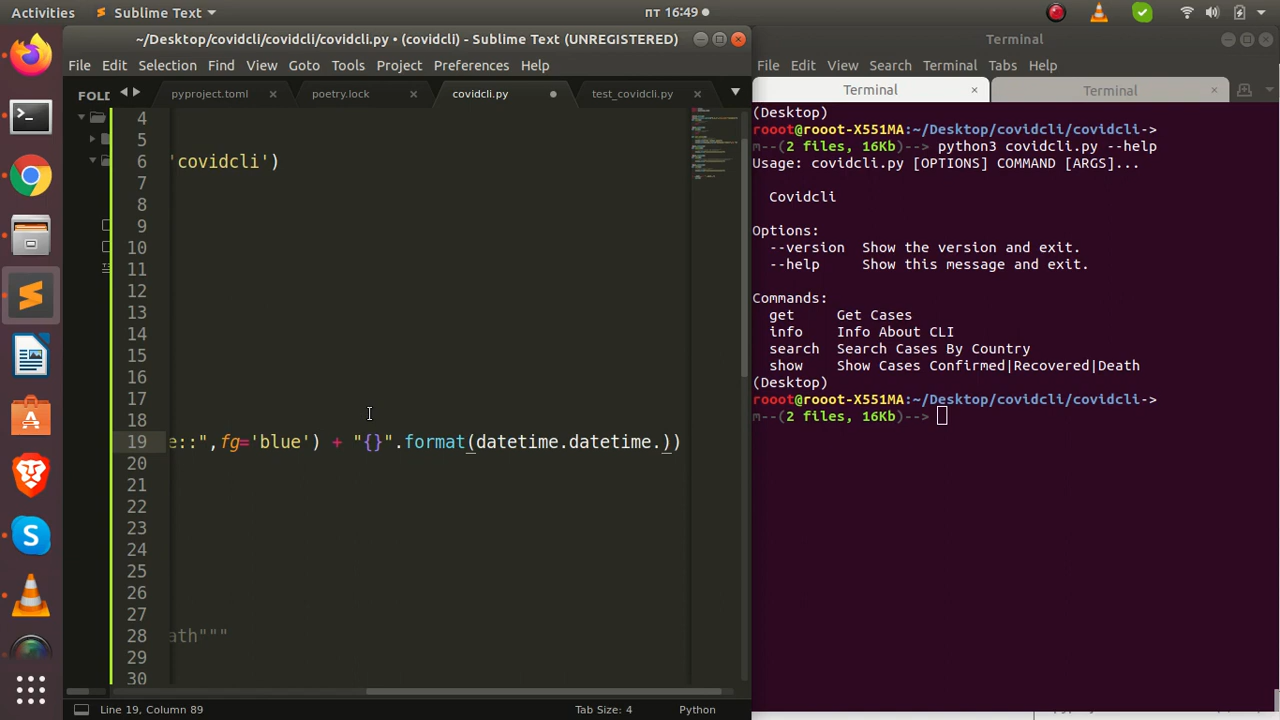 Activities
Sublime Text
пт 16:49
~/Desktop/covidcli/covidcli/covidcli.py • (covidcli) - Sublime Text (UNREGISTERED)
File Edit Selection Find View Goto Tools Project Preferences Help
FOLD
pyproject.toml
poetry.lock
covidcli.py
test_covidcli.py
4
5
6 'covidcli')
7
8
9
10
11
12
13
14
15
16
17
18
19 e::",fg='blue') + "{}".format(datetime.datetime.))
20
21
22
23
24
25
26
27
28 ath"""
29
30
Line 19, Column 89
Tab Size: 4
Python
Terminal
File Edit View Search Terminal Tabs Help
Terminal
Terminal
(Desktop)
rooot@rooot-X551MA:~/Desktop/covidcli/covidcli->
--(2 files, 16Kb)--> python3 covidcli.py --help
Usage: covidcli.py [OPTIONS] COMMAND [ARGS]...
Covidcli
Options:
--version Show the version and exit.
--help Show this message and exit.
Commands:
get Get Cases
info Info About CLI
search Search Cases By Country
show Show Cases Confirmed|Recovered|Death
(Desktop)
rooot@rooot-X551MA:~/Desktop/covidcli/covidcli->
--(2 files, 16Kb)-->